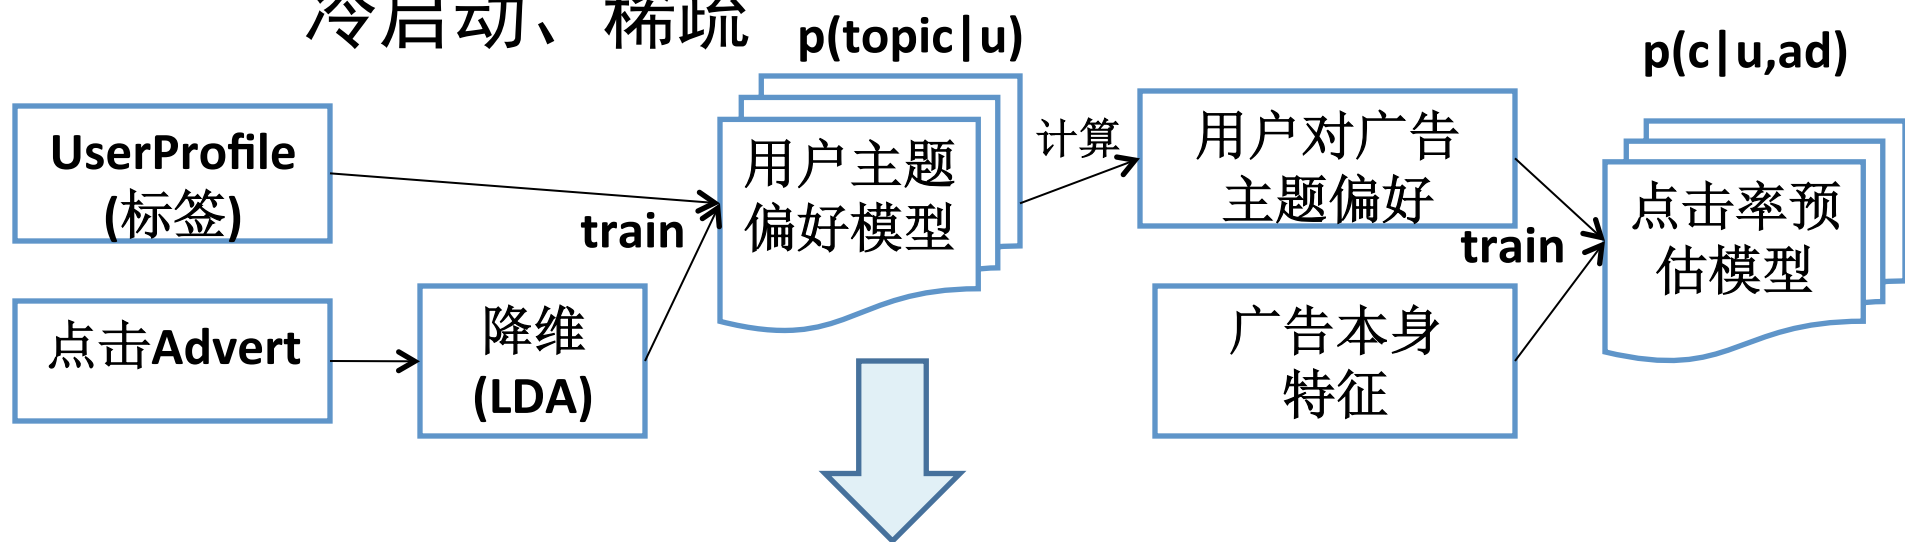 冷启动、稀疏
p(topic|u)
p(c|u,ad)
UserProfile
(标签)
train
用户主题
偏好模型
计算
用户对广告
主题偏好
train
点击率预
估模型
点击Advert
降维
(LDA)
广告本身
特征